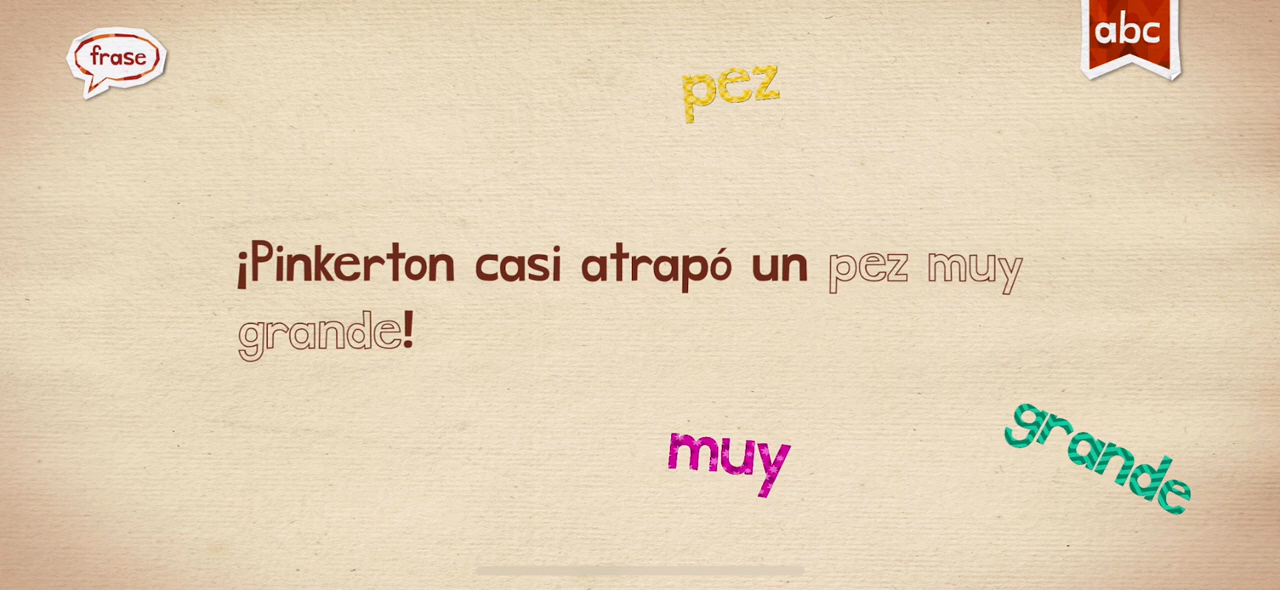 frase
abc
pez
¡Pinkerton casi atrapó un pez muy
grande!
muy
grande